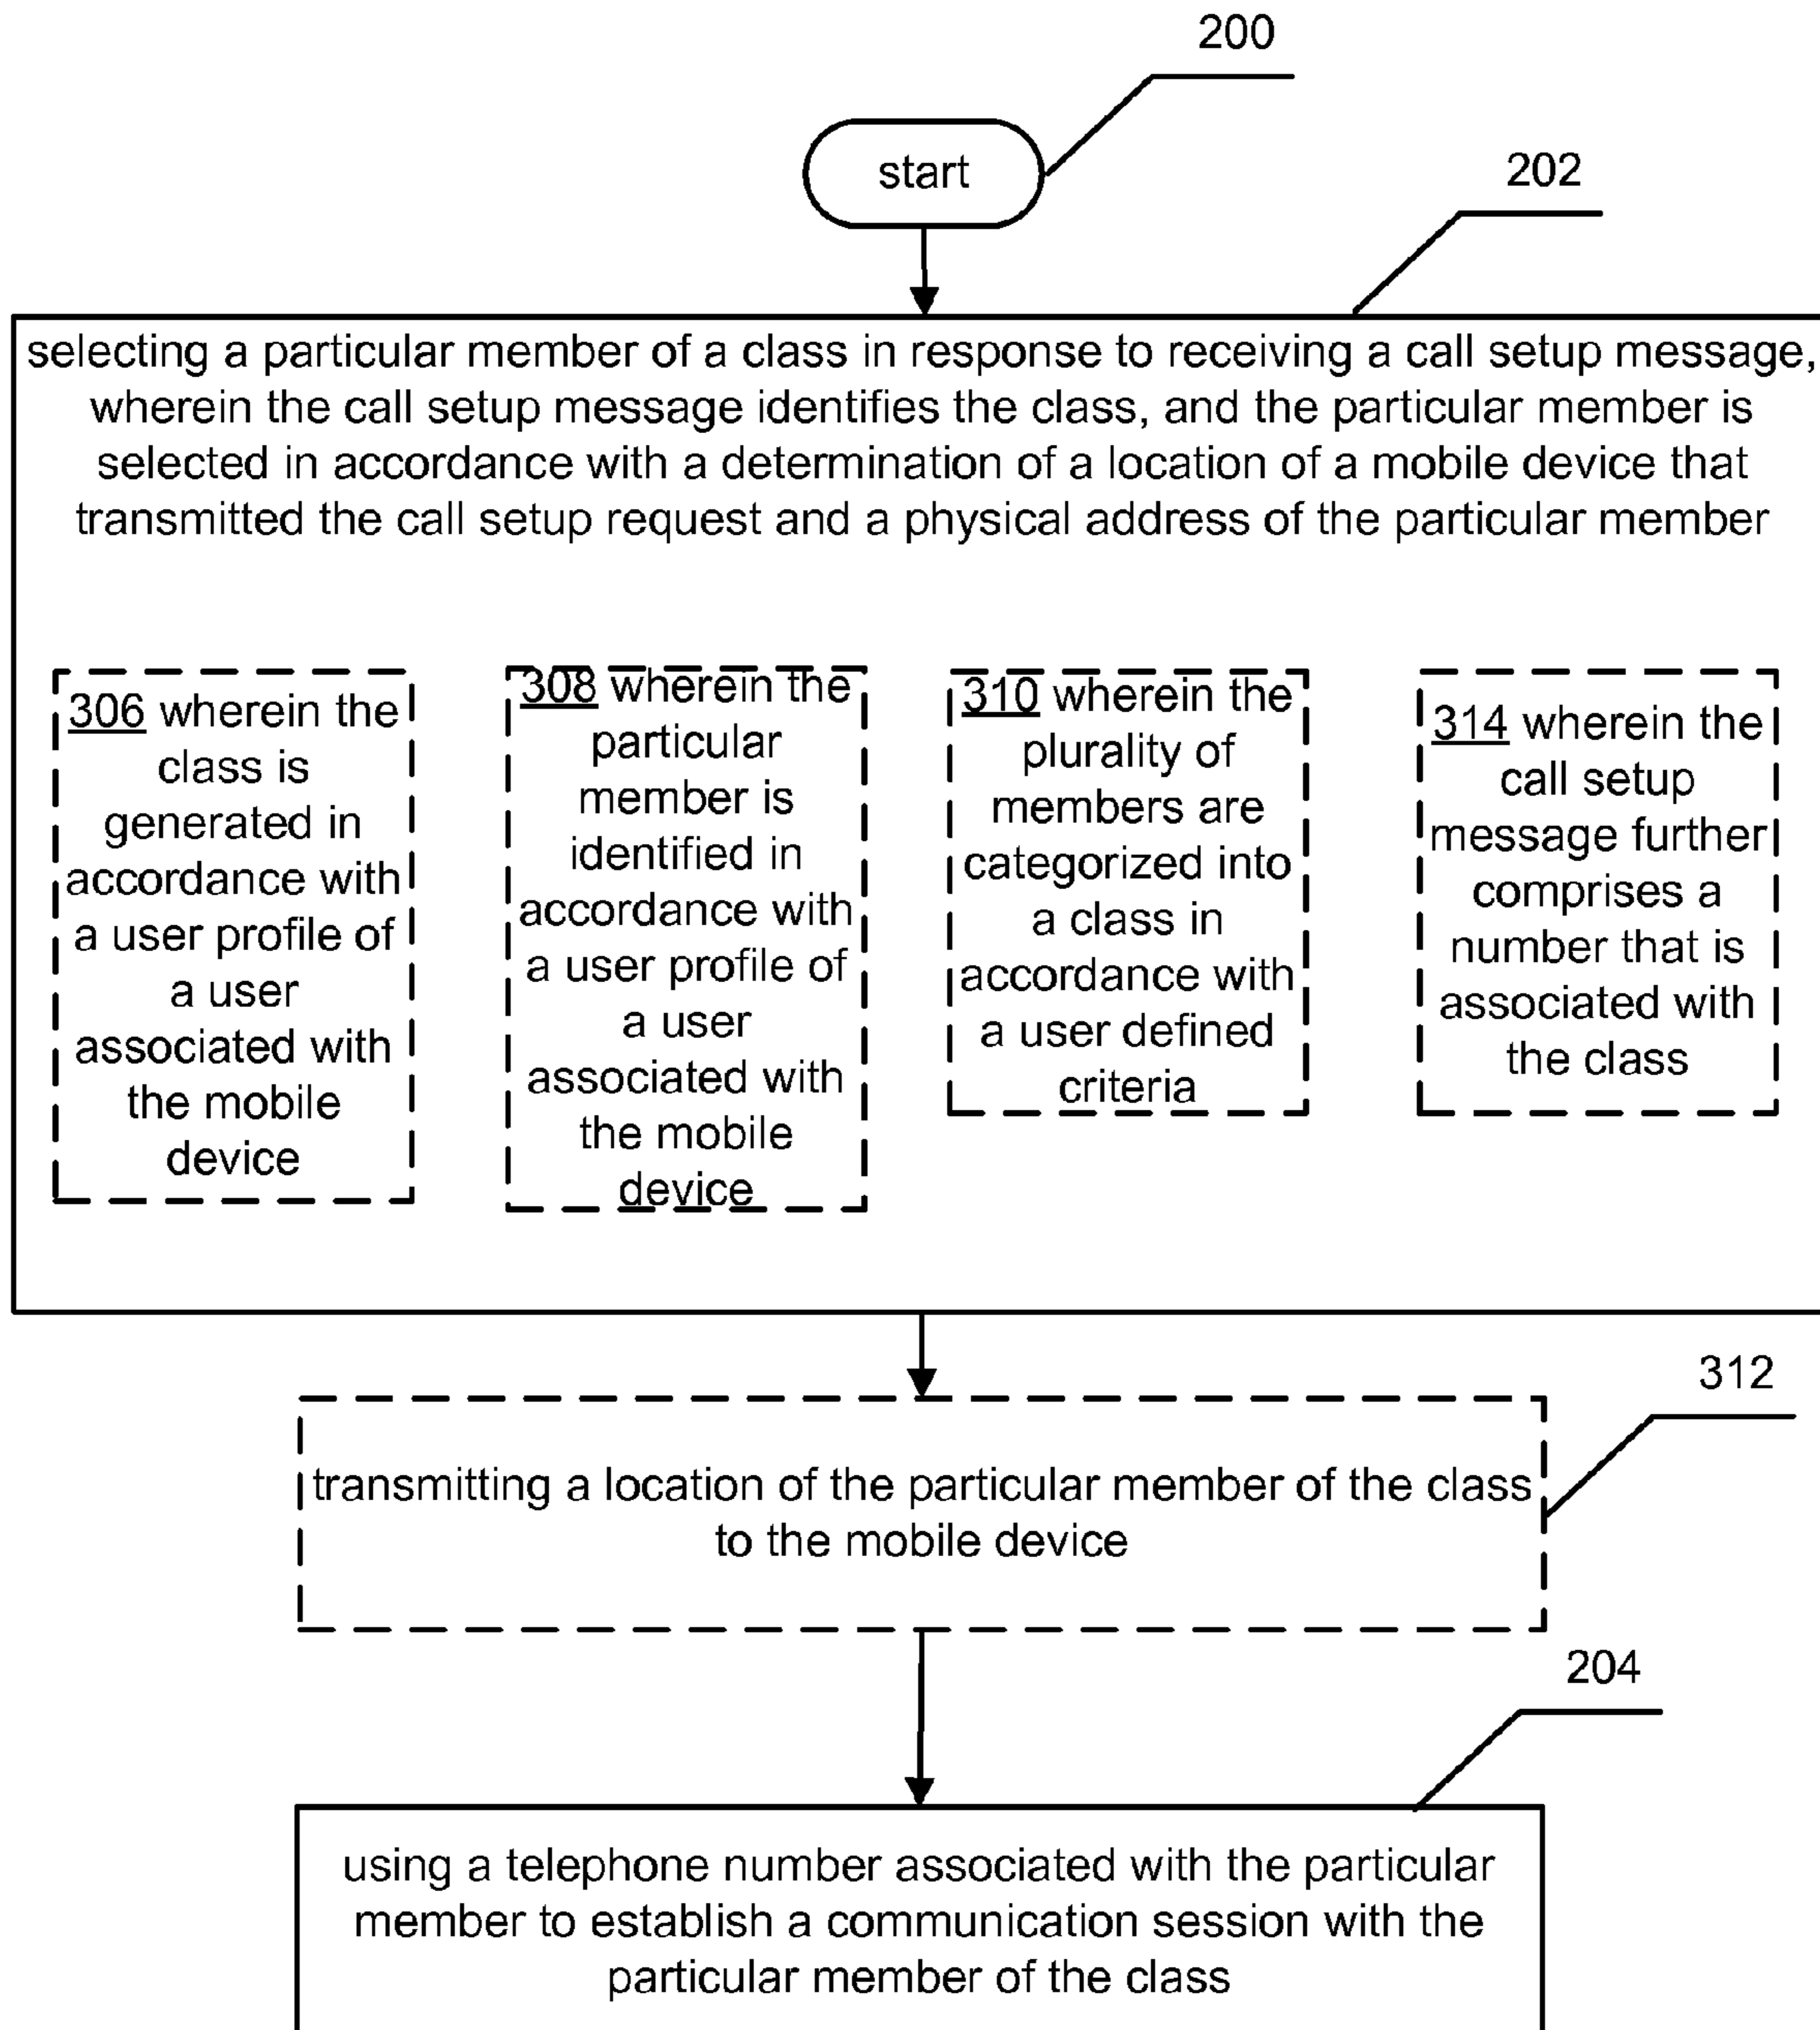 200
start
202
selecting a particular member of a class in response to receiving a call setup message,
wherein the call setup message identifies the class, and the particular member is
selected in accordance with a determination of a location of a mobile device that
transmitted the call setup request and a physical address of the particular member
306 wherein the
class is
generated in
accordance with
a user profile of
a user
associated with
the mobile
device
308 wherein the
particular
member is
identified in
accordance with
a user profile of
a user
associated with
the mobile
device
310 wherein the
plurality of
members are
categorized into
a class in
accordance with
a user defined
criteria
314 wherein the
call setup
message further
comprises a
number that is
associated with
the class
312
transmitting a location of the particular member of the class
to the mobile device
204
using a telephone number associated with the particular
member to establish a communication session with the
particular member of the class